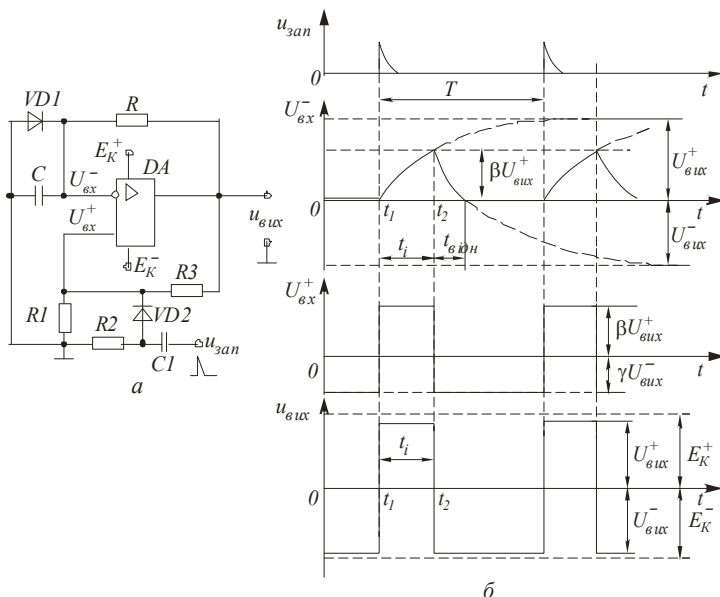 VD1
R
C
E_K^+
DA
U_вх^-
U_вх^+
E_K^-
u_вих
R3
R1
VD2
R2
C1
u_зап
а
u_зап
0
t
T
U_вх^-
βU_вих^+
U_вих^+
0
t_1
t_2
t
t_i
t_відн
U_вих^-
U_вх^+
βU_вих^+
0
t
γU_вих^-
u_вих
t_i
U_вих^+
E_K^+
0
t_1
t_2
t
U_вих^-
E_K^-
б